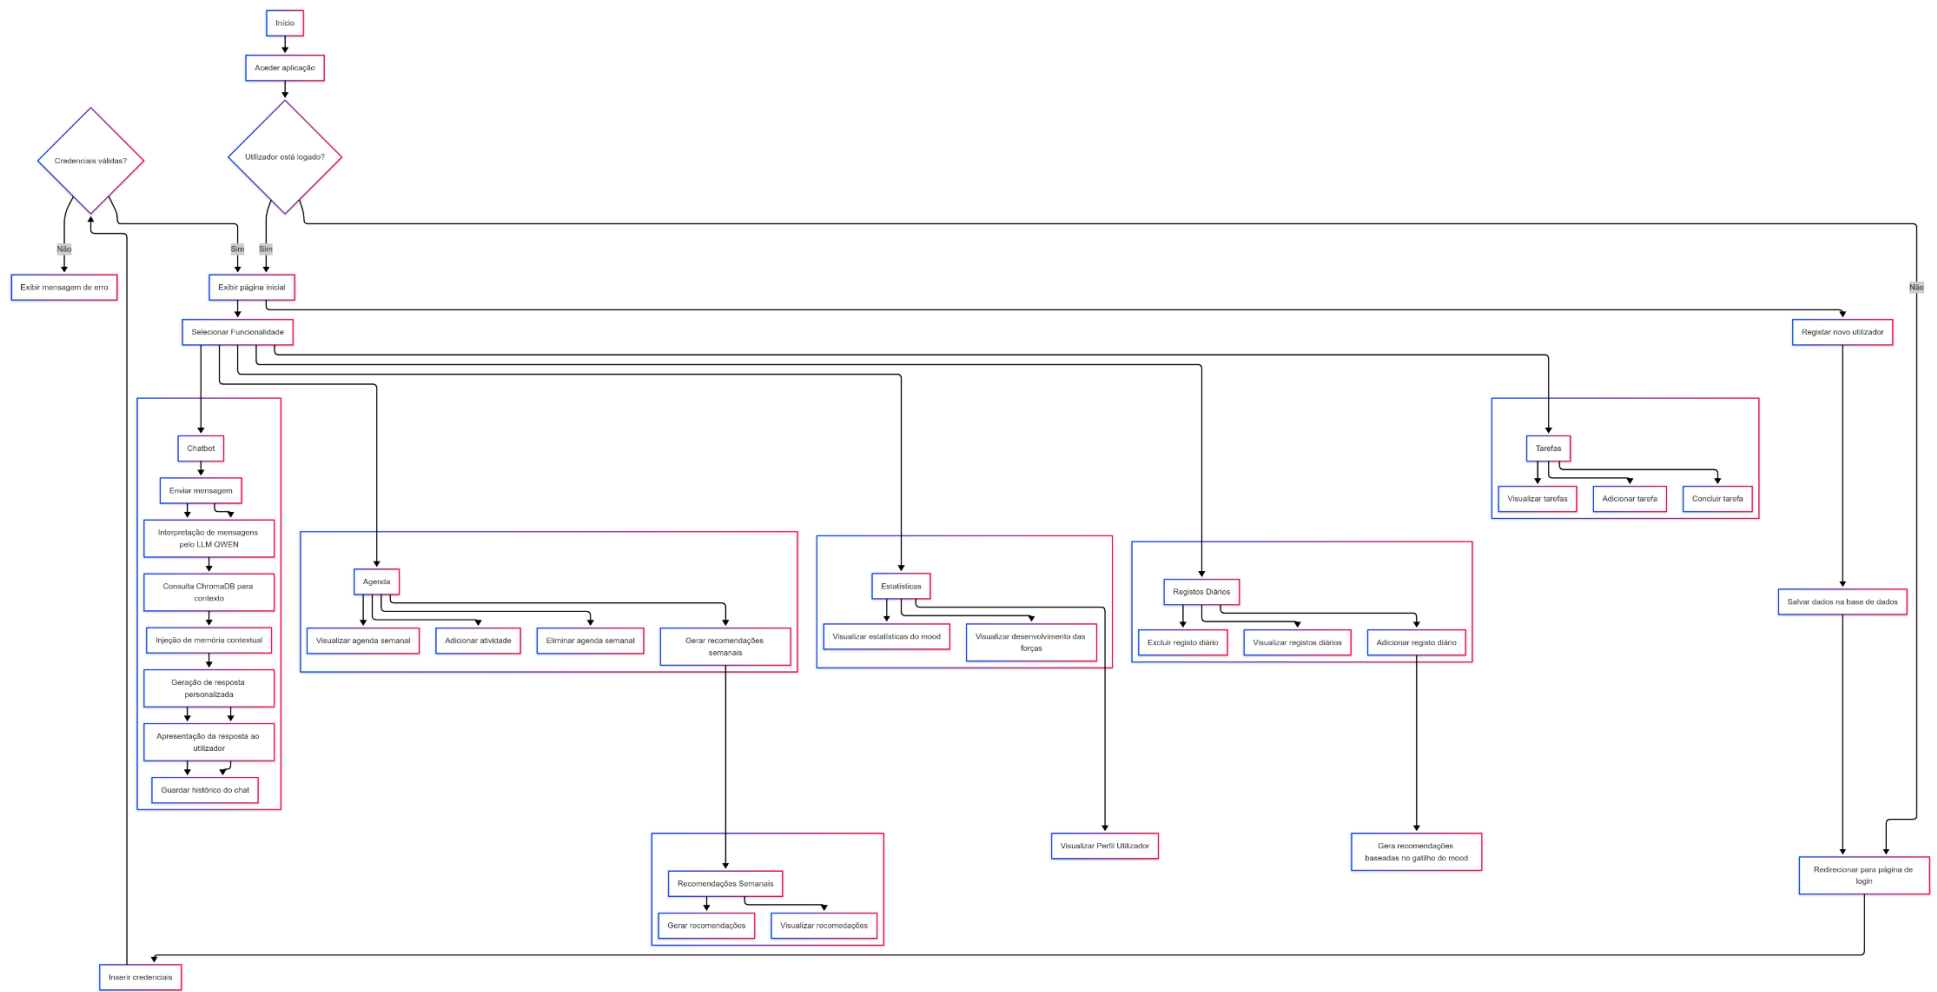 Início
Aceder aplicação
Credenciais válidas?
Utilizador está logado?
Não
Sim
Sim
Não
Exibir mensagem de erro
Exibir página inicial
Selecionar Funcionalidade
Registar novo utilizador
Chatbot
Enviar mensagem
Interpretação de mensagens
pelo LLM QWEN
Consulta ChromaDB para
contexto
Injeção de memória contextual
Geração de resposta
personalizada
Apresentação da resposta ao
utilizador
Guardar histórico do chat
Agenda
Visualizar agenda semanal
Adicionar atividade
Eliminar agenda semanal
Gerar recomendações
semanais
Estatísticas
Visualizar estatísticas do mood
Visualizar desenvolvimento das
forças
Registos Diários
Excluir registo diário
Visualizar registos diários
Adicionar registo diário
Tarefas
Visualizar tarefas
Adicionar tarefa
Concluir tarefa
Salvar dados na base de dados
Recomendações Semanais
Gerar recomendações
Visualizar recomedações
Visualizar Perfil Utilizador
Gera recomendações
baseadas no gatilho do mood
Redirecionar para página de
login
Inserir credenciais